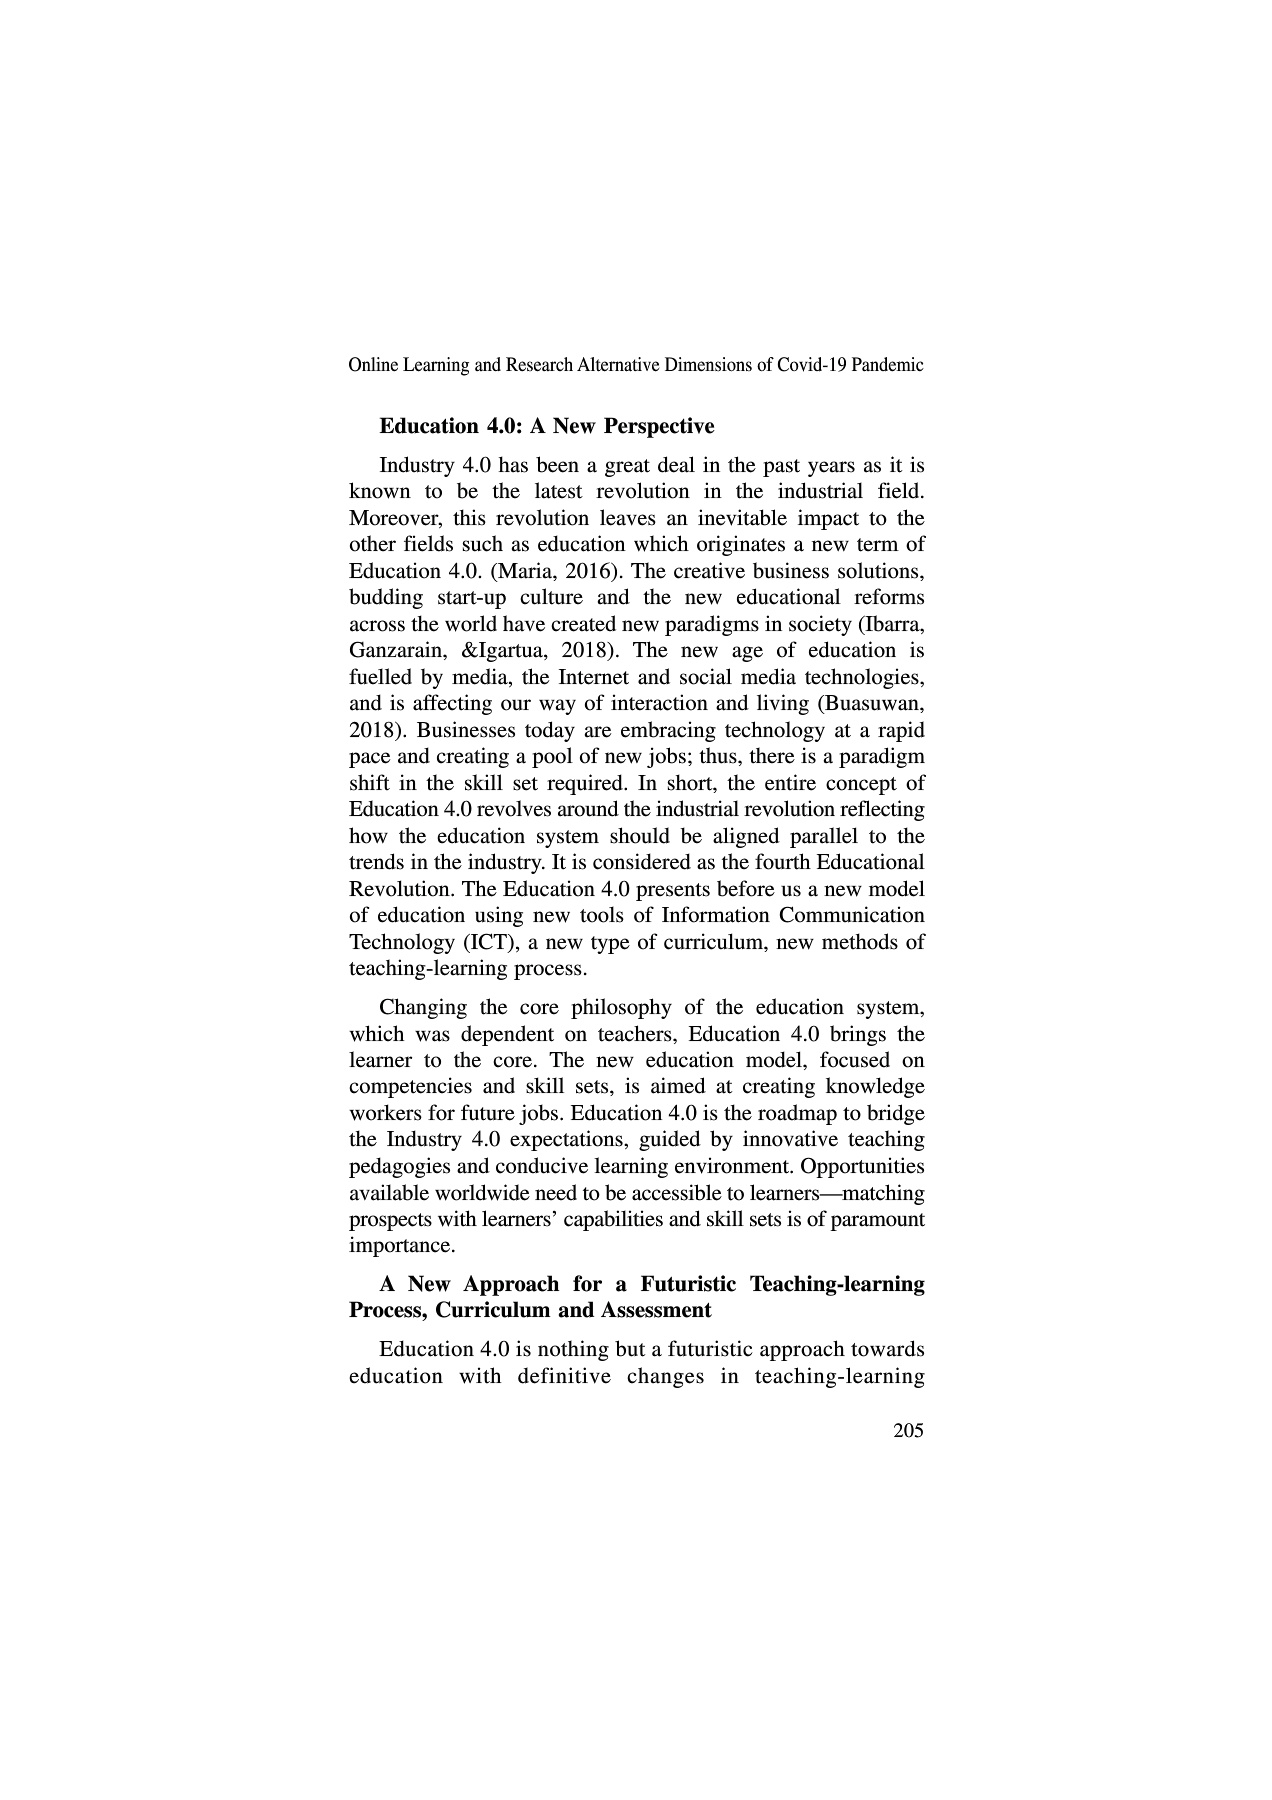 Online Learning and Research Alternative Dimensions of Covid-19 Pandemic
Education 4.0: A New Perspective
Industry 4.0 has been a great deal in the past years as it is
known to be the latest revolution in the industrial field.
Moreover, this revolution leaves an inevitable impact to the
other fields such as education which originates a new term of
Education 4.0. (Maria, 2016). The creative business solutions,
budding start-up culture and the new educational reforms
across the world have created new paradigms in society (Ibarra,
Ganzarain, &Igartua, 2018). The new age of education is
fuelled by media, the Internet and social media technologies,
and is affecting our way of interaction and living (Buasuwan,
2018). Businesses today are embracing technology at a rapid
pace and creating a pool of new jobs; thus, there is a paradigm
shift in the skill set required. In short, the entire concept of
Education 4.0 revolves around the industrial revolution reflecting
how the education system should be aligned parallel to the
trends in the industry. It is considered as the fourth Educational
Revolution. The Education 4.0 presents before us a new model
of education using new tools of Information Communication
Technology (ICT), a new type of curriculum, new methods of
teaching-learning process.
Changing the core philosophy of the education system,
which was dependent on teachers, Education 4.0 brings the
learner to the core. The new education model, focused on
competencies and skill sets, is aimed at creating knowledge
workers for future jobs. Education 4.0 is the roadmap to bridge
the Industry 4.0 expectations, guided by innovative teaching
pedagogies and conducive learning environment. Opportunities
available worldwide need to be accessible to learners—matching
prospects with learners’ capabilities and skill sets is of paramount
importance.
A New Approach for a Futuristic Teaching-learning
Process, Curriculum and Assessment
Education 4.0 is nothing but a futuristic approach towards
education with definitive changes in teaching-learning
205